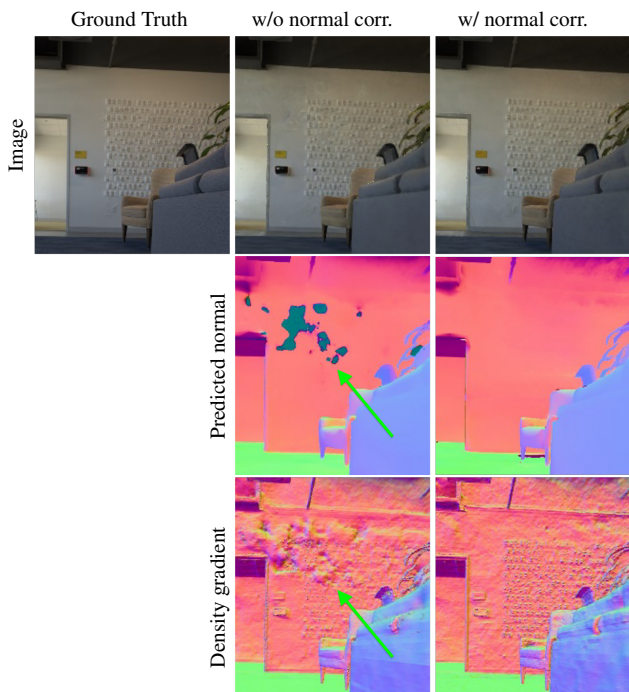 Ground Truth
w/o normal corr.
w/ normal corr.
Image
Predicted normal
Density gradient